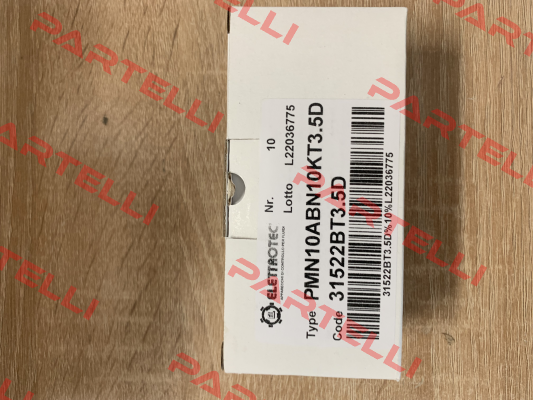 ELETTROTEC
Nr. 10
Lotto L22036775
Type PMN10ABN10KT3.5D
Code 31522BT3.5D
31522BT3.5D%10%L22036775
PARTELLI
PARTELLI
PARTELLI
PARTELLI
PARTELLI